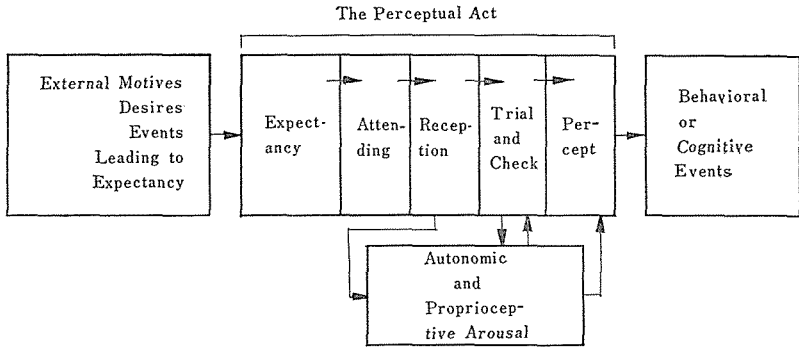 The Perceptual Act
External Motives
Desires
Events
Leading to
Expectancy
Expect-
ancy
Atten-
ding
Recep-
tion
Trial
and
Check
Per-
cept
Behavioral
or
Cognitive
Events
Autonomic
and
Propriocep-
tive Arousal